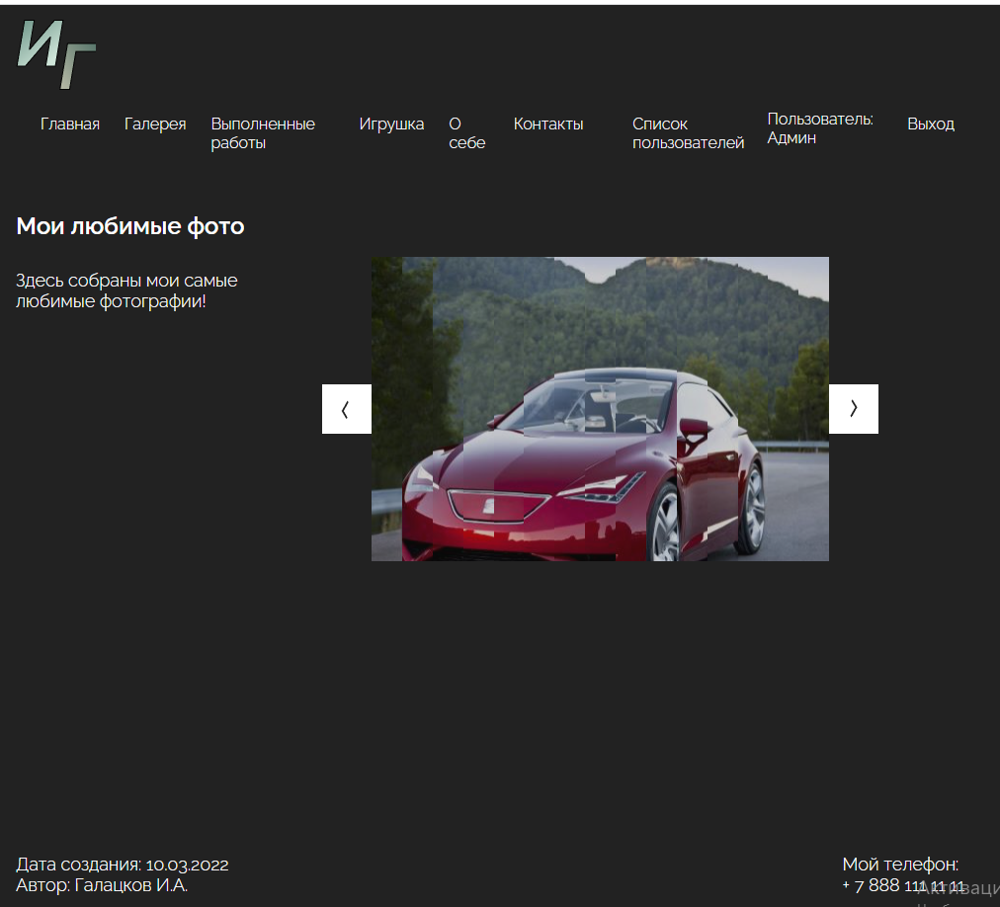 ИГ
Главная Галерея Выполненные работы Игрушка О себе Контакты Список пользователей Пользователь: Админ Выход
Мои любимые фото
Здесь собраны мои самые
любимые фотографии!
Дата создания: 10.03.2022
Автор: Галацков И.А.
Мой телефон:
+ 7 888 111 11 11